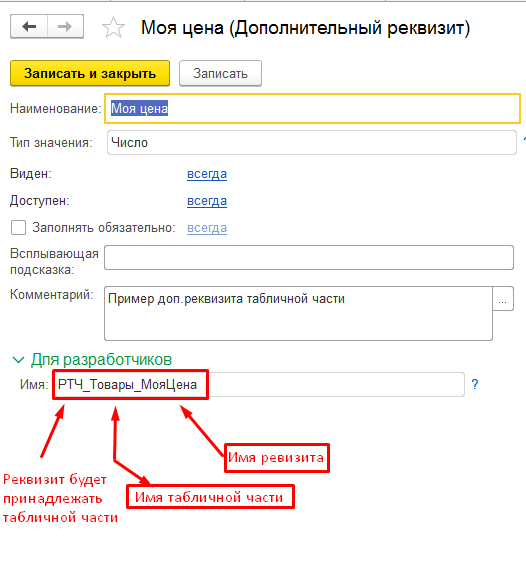 Моя цена (Дополнительный реквизит)
Записать и закрыть
Записать
Наименование: Моя цена
Тип значения: Число ?
Виден: всегда
Доступен: всегда
Заполнять обязательно: всегда
Всплывающая
подсказка:
Комментарий: Пример доп.реквизита табличной части ...
Для разработчиков
Имя: РТЧ_Товары_МояЦена ?
Имя ревизита
Реквизит будет
принадлежать
табличной части
Имя табличной части